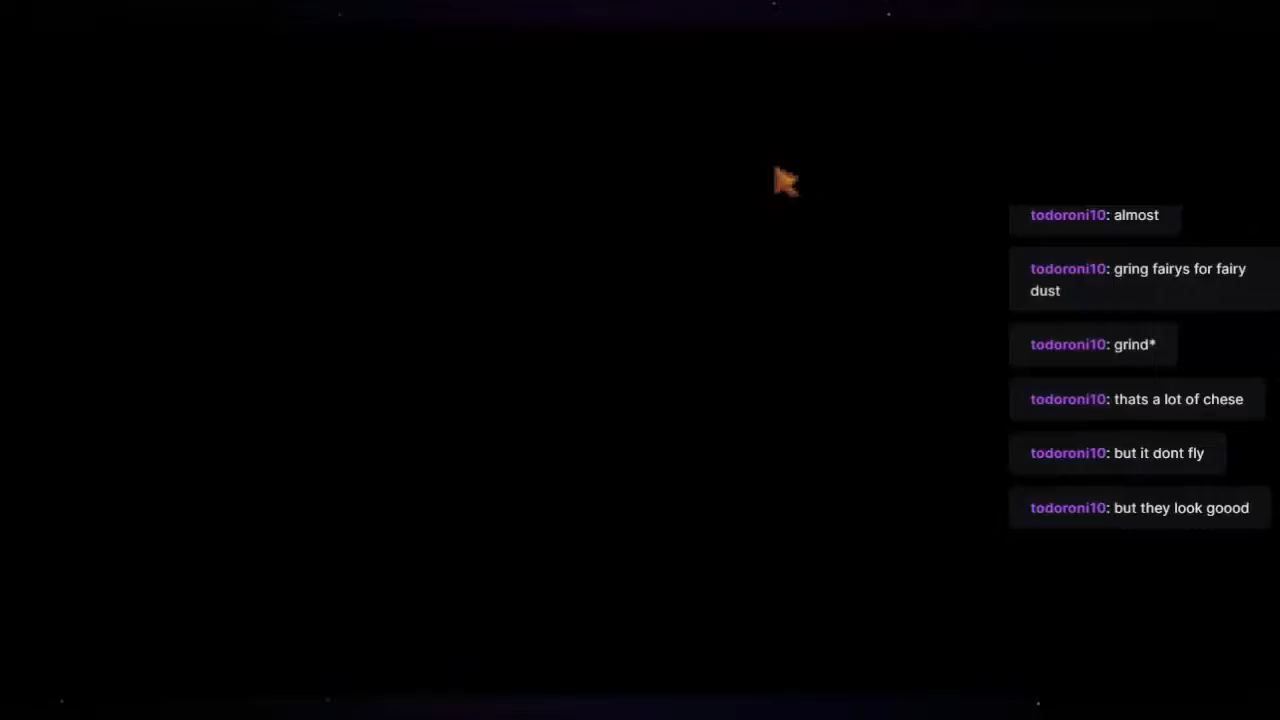 todoroni10: almost
todoroni10: gring fairys for fairy
dust
todoroni10: grind*
todoroni10: thats a lot of chese
todoroni10: but it dont fly
todoroni10: but they look goood